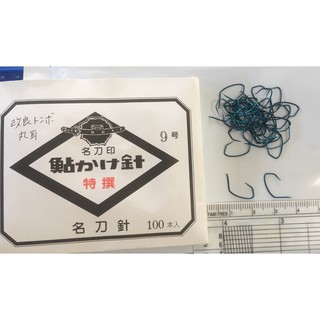 改良トンボ
丸耳
9号
名刀印
鮎かけ針
特撰
名刀針 100本入